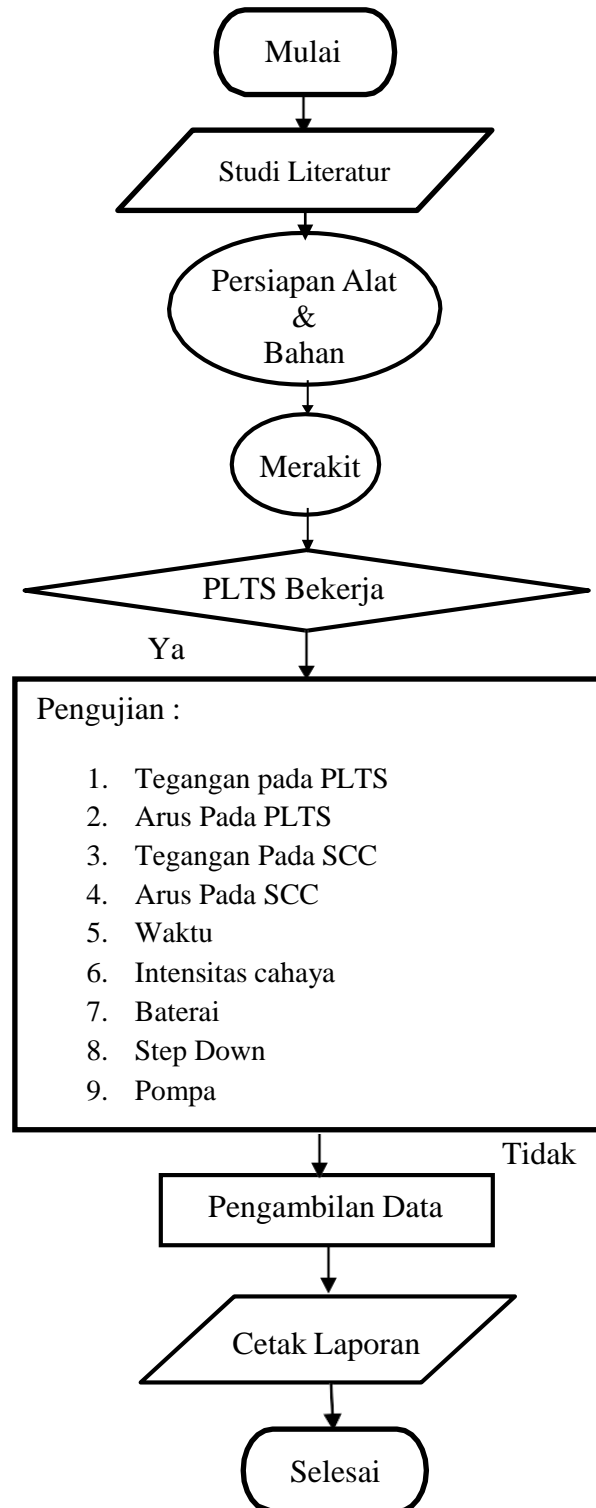 Mulai
Studi Literatur
Persiapan Alat
&
Bahan
Merakit
PLTS Bekerja
Ya
Pengujian :
1. Tegangan pada PLTS
2. Arus Pada PLTS
3. Tegangan Pada SCC
4. Arus Pada SCC
5. Waktu
6. Intensitas cahaya
7. Baterai
8. Step Down
9. Pompa
Tidak
Pengambilan Data
Cetak Laporan
Selesai